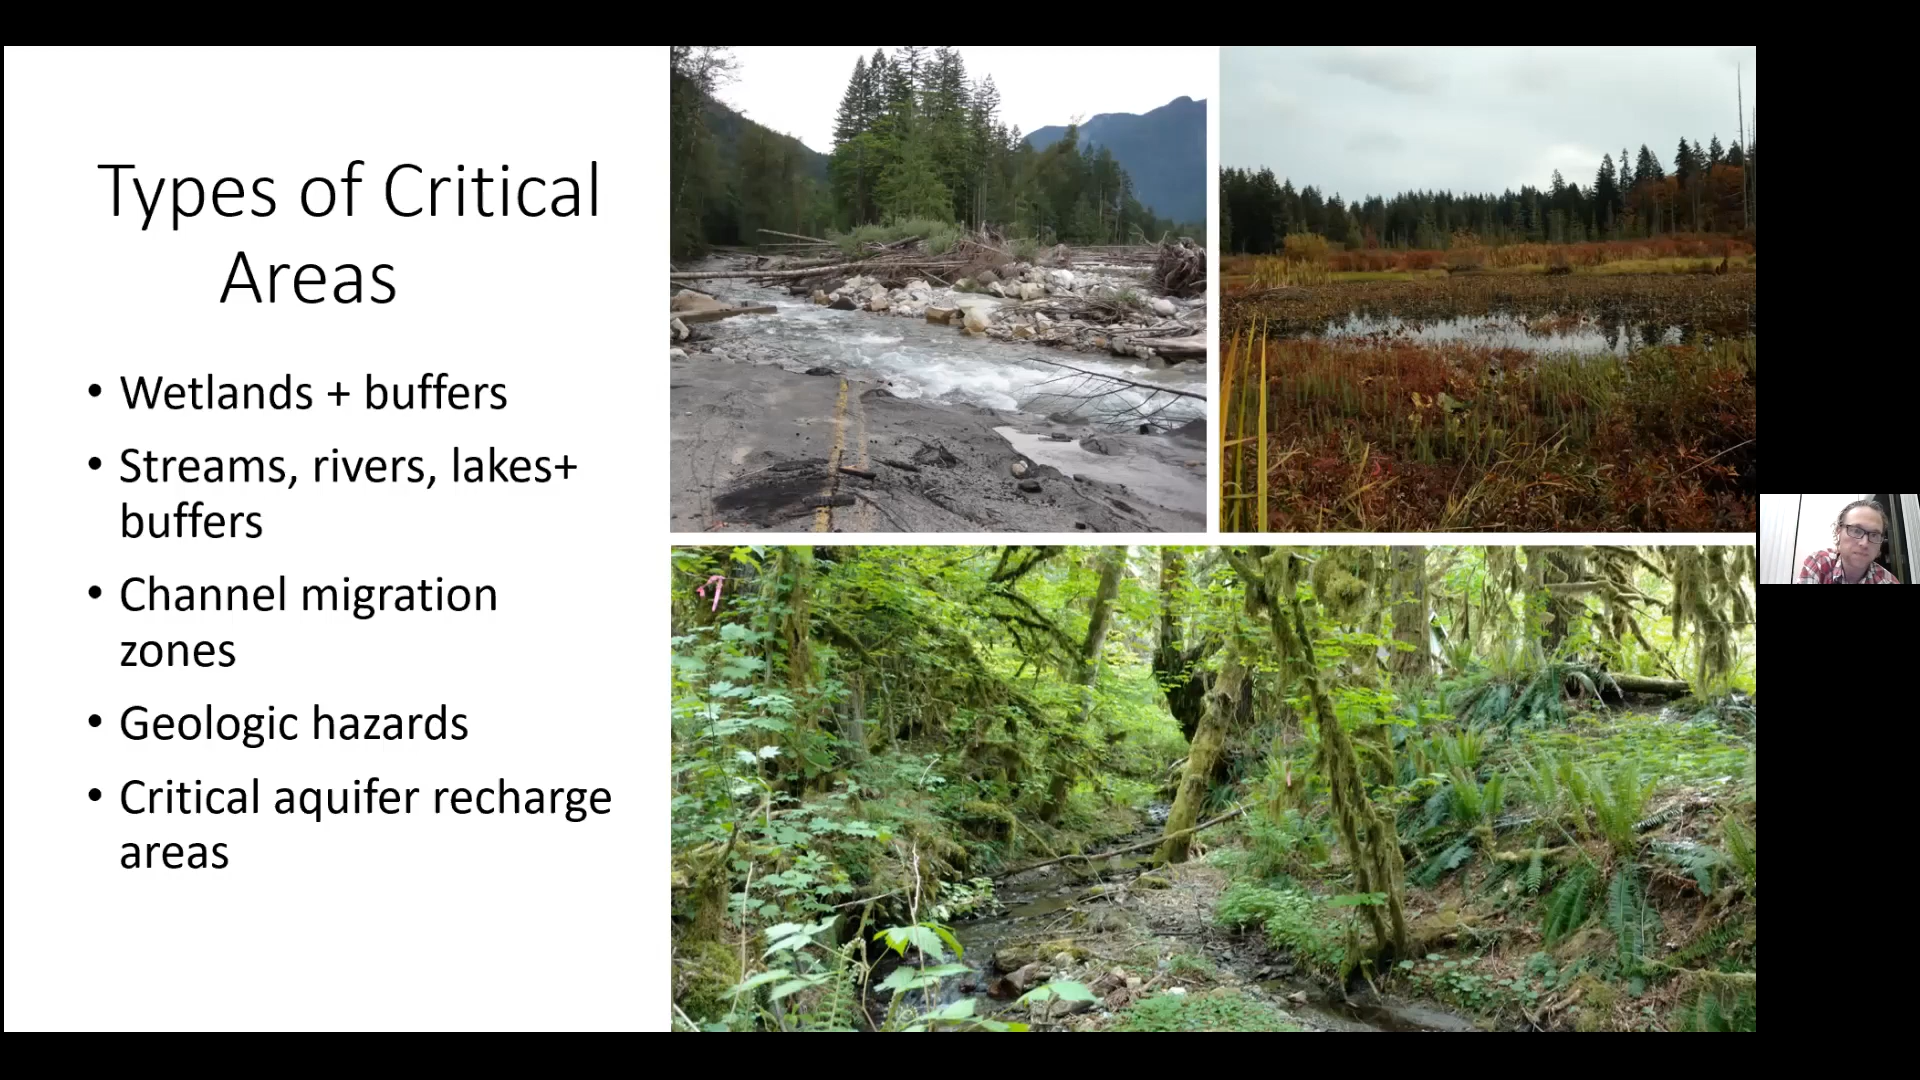 Types of Critical
Areas
• Wetlands + buffers
• Streams, rivers, lakes+
buffers
• Channel migration
zones
• Geologic hazards
• Critical aquifer recharge
areas